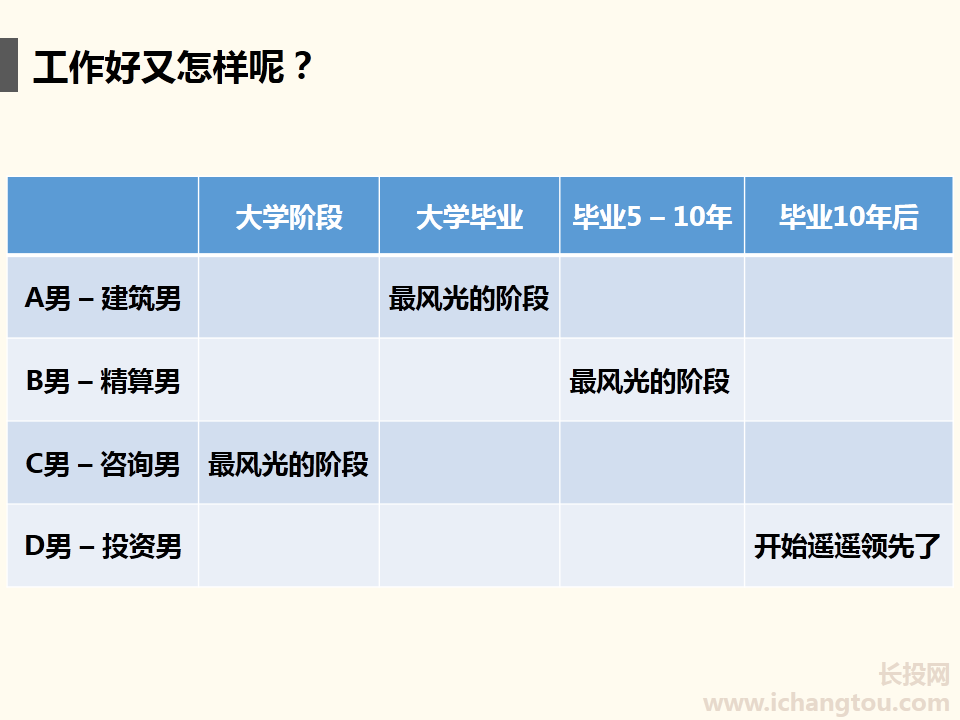 工作好又怎样呢？
大学阶段 大学毕业 毕业5 – 10年 毕业10年后
A男 – 建筑男 最风光的阶段
B男 – 精算男 最风光的阶段
C男 – 咨询男 最风光的阶段
D男 – 投资男 开始遥遥领先了
长投网
www.ichangtou.com